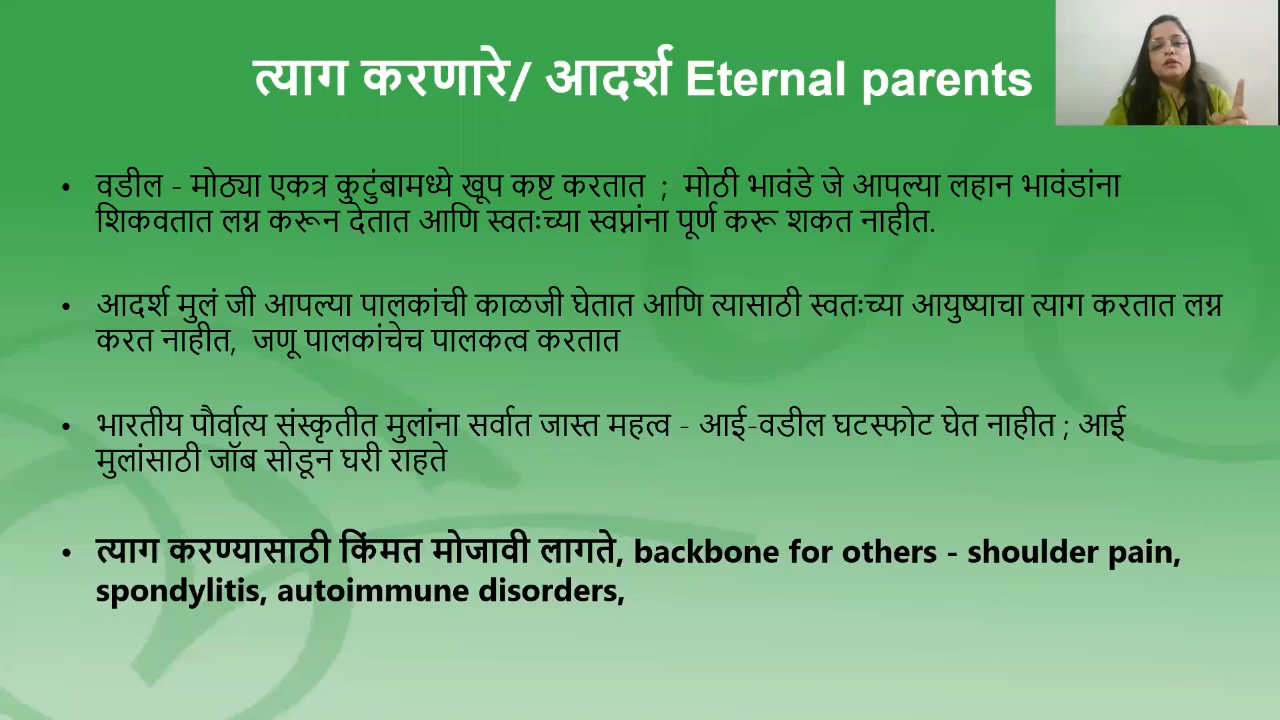 त्याग करणारे/ आदर्श Eternal parents
• वडील - मोठ्या एकत्र कुटुंबामध्ये खूप कष्ट करतात ; मोठी भावंडे जे आपल्या लहान भावंडांना
शिकवतात लग्न करून देतात आणि स्वतःच्या स्वप्नांना पूर्ण करू शकत नाहीत.
• आदर्श मुलं जी आपल्या पालकांची काळजी घेतात आणि त्यासाठी स्वतःच्या आयुष्याचा त्याग करतात लग्न
करत नाहीत, जणू पालकांचेच पालकत्व करतात
• भारतीय पौर्वात्य संस्कृतीत मुलांना सर्वात जास्त महत्व - आई-वडील घटस्फोट घेत नाहीत ; आई
मुलांसाठी जॉब सोडून घरी राहते
• त्याग करण्यासाठी किंमत मोजावी लागते, backbone for others - shoulder pain,
spondylitis, autoimmune disorders,